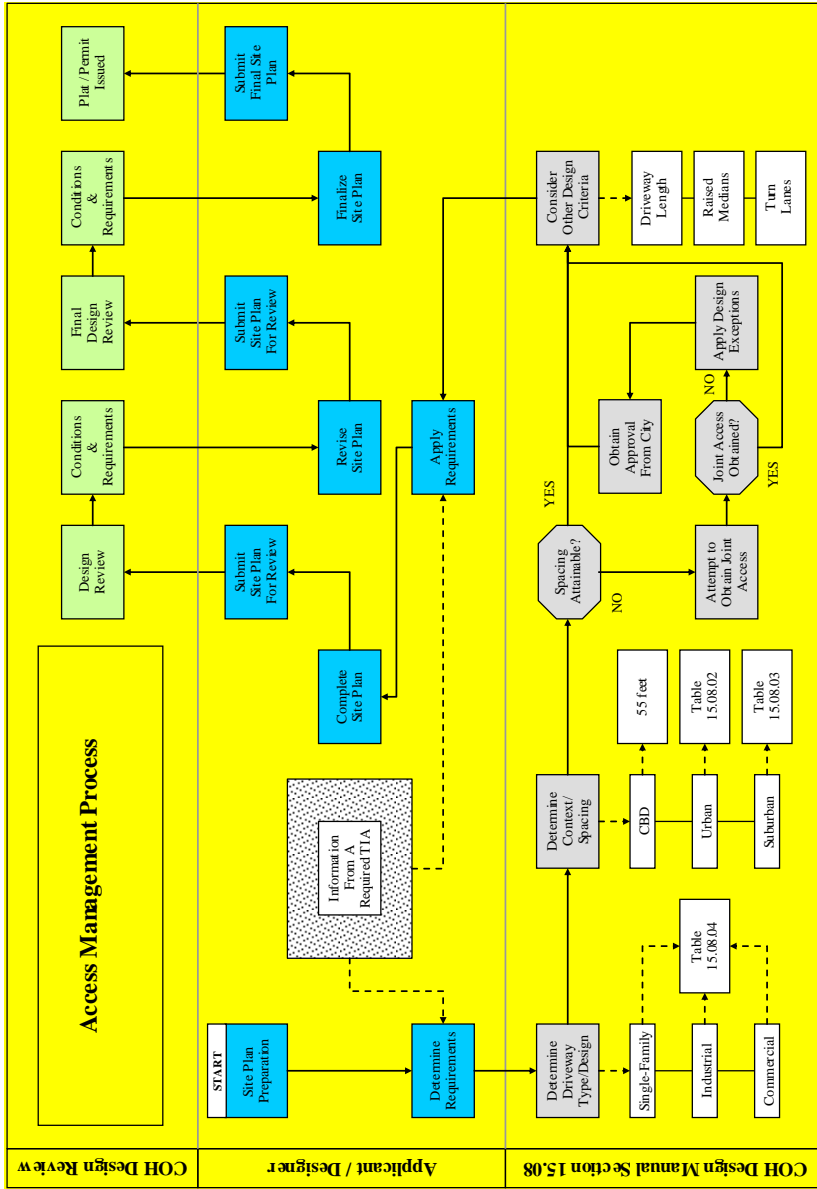 Access Management Process
COH Design Review
Design
Review
Conditions
&
Requirements
Final
Design
Review
Conditions
&
Requirements
Plat / Permit
Issued
Applicant / Designer
START
Site Plan
Preparation
Determine
Requirements
Information
From A
Required TIA
Complete
Site Plan
Submit
Site Plan
For Review
Apply
Requirements
Revise
Site Plan
Submit
Site Plan
For Review
Finalize
Site Plan
Submit
Final Site
Plan
COH Design Manual Section 15.08
Determine
Driveway
Type/Design
Single-Family
Industrial
Commercial
Table
15.08.04
Determine
Context/
Spacing
CBD
Urban
Suburban
55 feet
Table
15.08.02
Table
15.08.03
Spacing
Attainable?
YES
NO
Attempt to
Obtain Joint
Access
Joint Access
Obtained?
NO
YES
Obtain
Approval
From City
Apply Design
Exceptions
Consider
Other Design
Criteria
Driveway
Length
Raised
Medians
Turn
Lanes